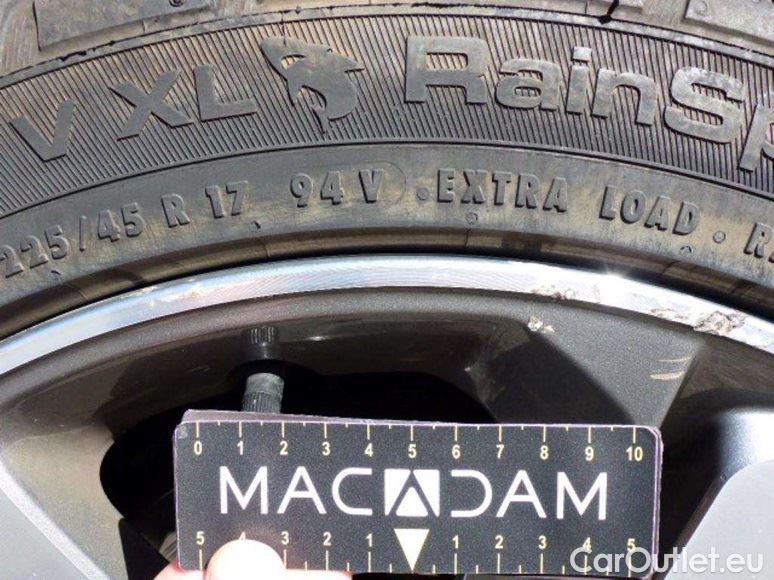 V XL RainSp
225/45 R 17 94V • EXTRA LOAD • R
0 1 2 3 4 5 6 7 8 9 10
MACADAM
5 4 3 2 1 1 2 3 4 5
CarOutlet.eu